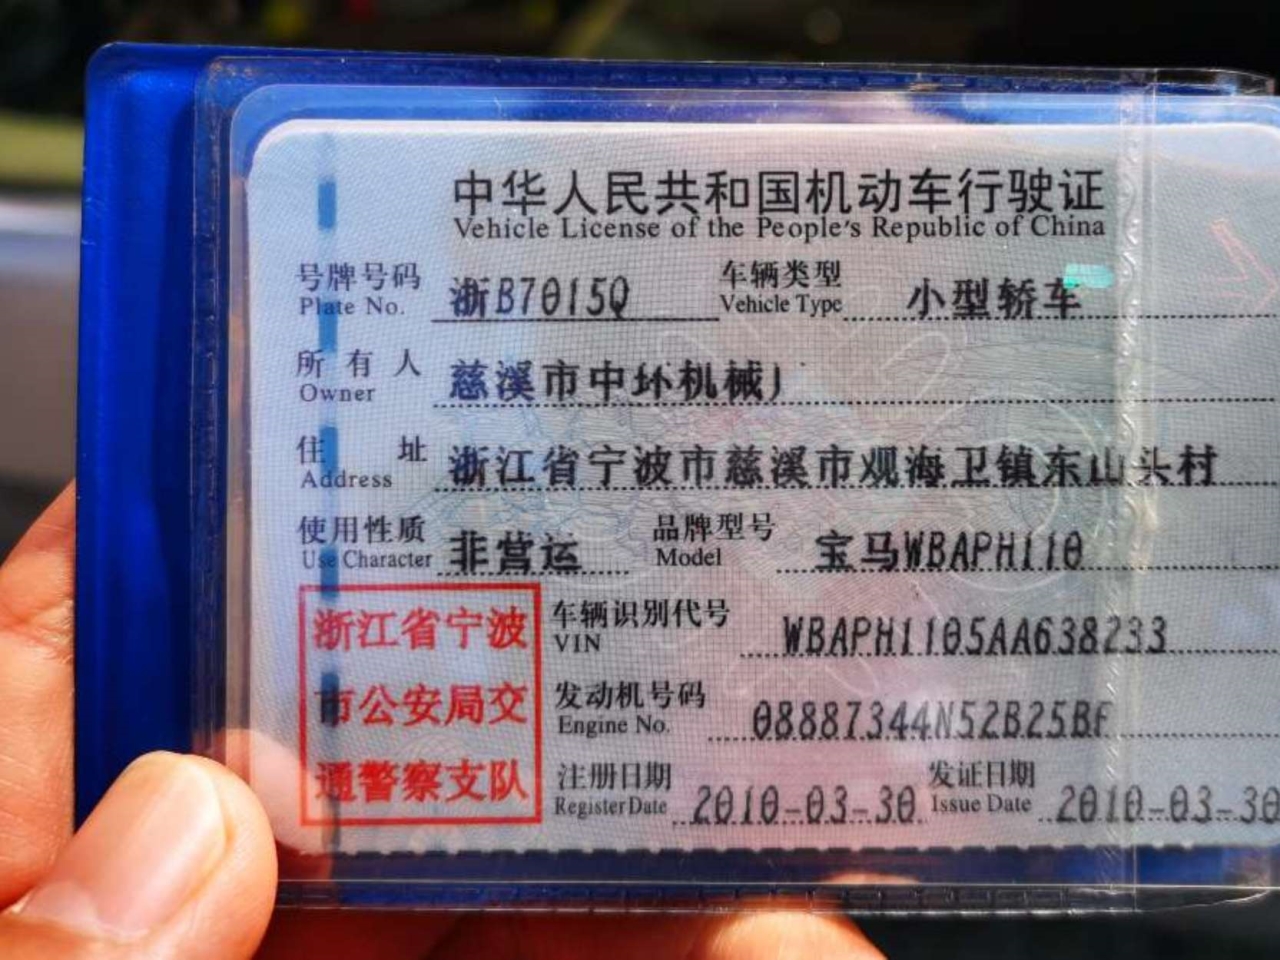 中华人民共和国机动车行驶证
Vehicle License of the People's Republic of China
号牌号码 浙B7015Q 车辆类型 小型轿车
Plate No. Vehicle Type
所有人 慈溪市中环机械厂
Owner
住址 浙江省宁波市慈溪市观海卫镇东山头村
Address
使用性质 非营运 品牌型号 宝马WBAPH110
Use Character Model
浙江省宁波
市公安局交
通警察支队
车辆识别代号 WBAPH1105AA638233
VIN
发动机号码 08887344N52B25BF
Engine No.
注册日期 2010-03-30 发证日期 2010-03-30
Register Date Issue Date